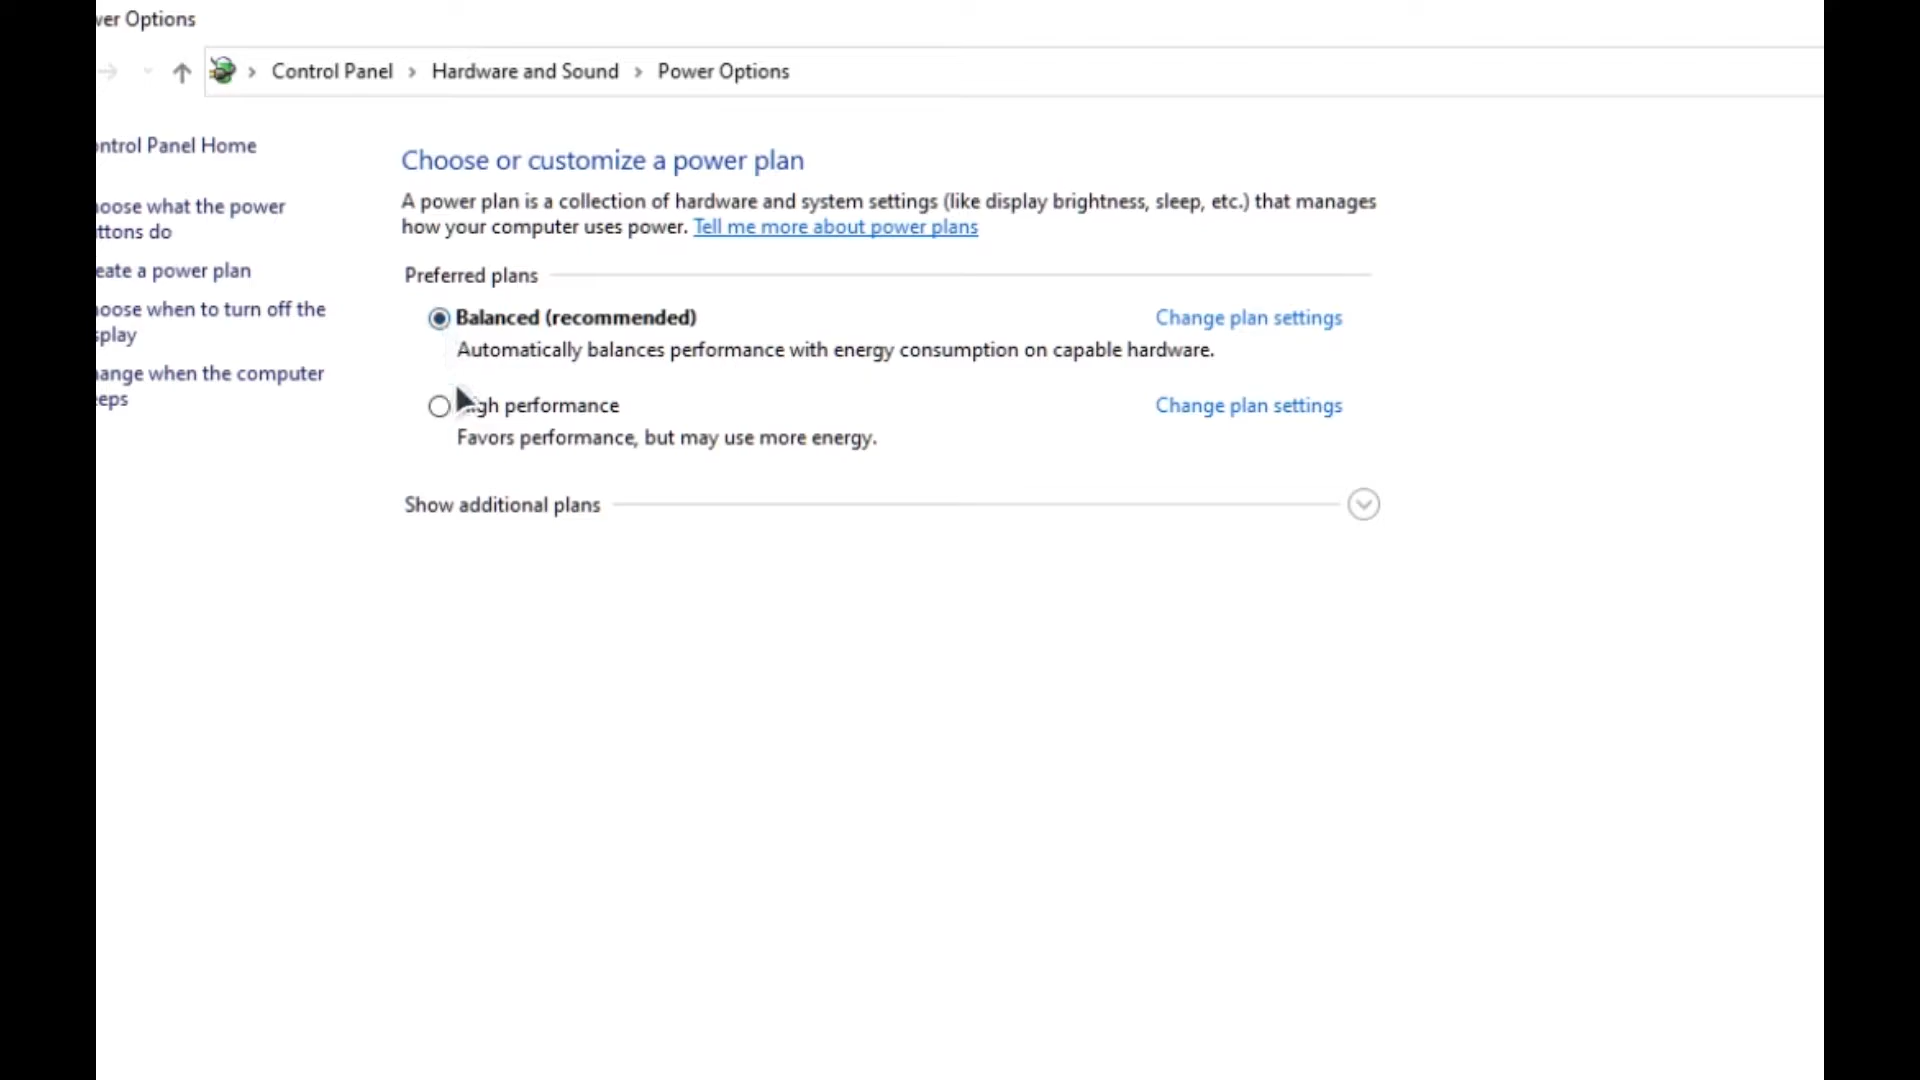 wer Options
Control Panel > Hardware and Sound > Power Options
ontrol Panel Home
oose what the power
ttons do
eate a power plan
oose when to turn off the
splay
ange when the computer
eeps
Choose or customize a power plan
A power plan is a collection of hardware and system settings (like display brightness, sleep, etc.) that manages
how your computer uses power. Tell me more about power plans
Preferred plans
Balanced (recommended) Change plan settings
Automatically balances performance with energy consumption on capable hardware.
gh performance Change plan settings
Favors performance, but may use more energy.
Show additional plans